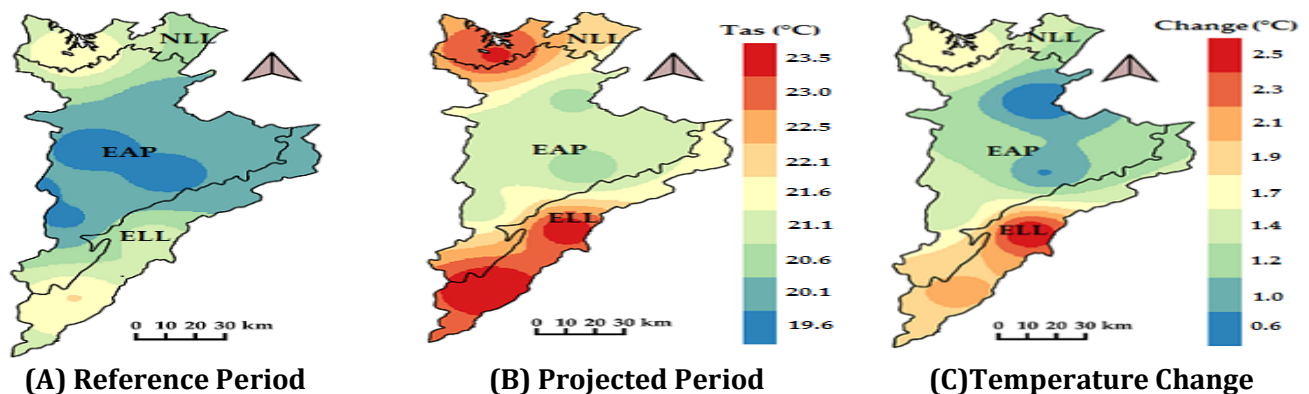 NLL
EAP
ELL
0 10 20 30 km
(A) Reference Period
NLL
EAP
ELL
0 10 20 30 km
Tas (°C)
23.5
23.0
22.5
22.1
21.6
21.1
20.6
20.1
19.6
(B) Projected Period
NLL
EAP
ELL
0 10 20 30 km
Change (°C)
2.5
2.3
2.1
1.9
1.7
1.4
1.2
1.0
0.6
(C)Temperature Change